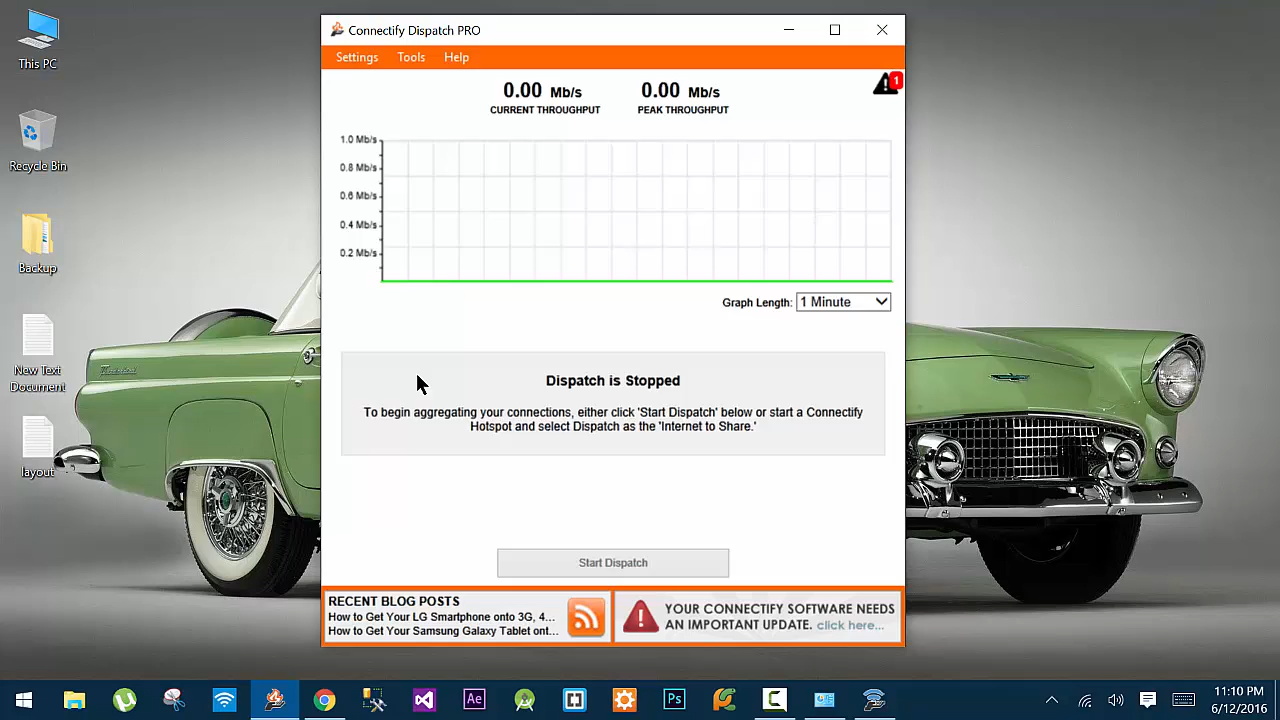 This PC
Recycle Bin
Backup
New Text
Document
layout
Connectify Dispatch PRO
Settings Tools Help
1
0.00 Mb/s 0.00 Mb/s
CURRENT THROUGHPUT PEAK THROUGHPUT
1.0 Mb/s
0.8 Mb/s
0.6 Mb/s
0.4 Mb/s
0.2 Mb/s
Graph Length: 1 Minute
Dispatch is Stopped
To begin aggregating your connections, either click 'Start Dispatch' below or start a Connectify
Hotspot and select Dispatch as the 'Internet to Share.'
Start Dispatch
RECENT BLOG POSTS
How to Get Your LG Smartphone onto 3G, 4...
How to Get Your Samsung Galaxy Tablet ont...
YOUR CONNECTIFY SOFTWARE NEEDS
AN IMPORTANT UPDATE. click here...
Ae
Ps
C
11:10 PM
6/12/2016